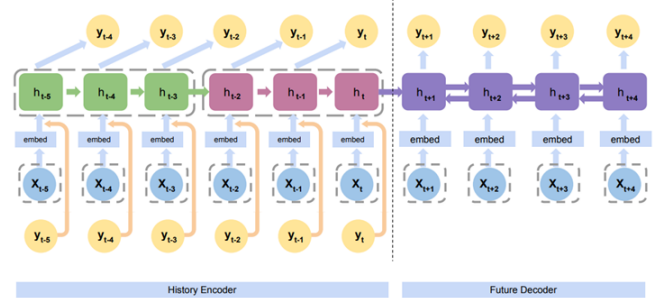 y t-4 y t-3 y t-2 y t-1 y t y t+1 y t+2 y t+3 y t+4
h t-5 h t-4 h t-3 h t-2 h t-1 h t h t+1 h t+2 h t+3 h t+4
embed embed embed embed embed embed embed embed embed embed
X t-5 X t-4 X t-3 X t-2 X t-1 X t X t+1 X t+2 X t+3 X t+4
y t-5 y t-4 y t-3 y t-2 y t-1 y t
History Encoder Future Decoder